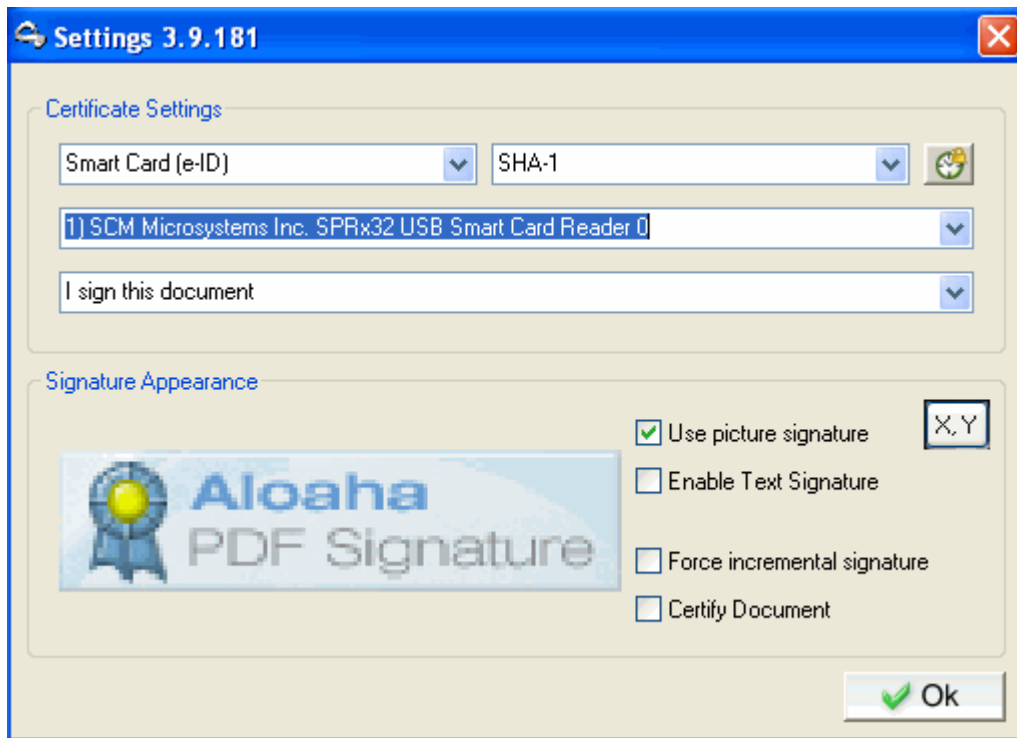 Settings 3.9.181
Certificate Settings
Smart Card (e-ID)
SHA-1
1) SCM Microsystems Inc. SPRx32 USB Smart Card Reader 0
I sign this document
Signature Appearance
X,Y
Use picture signature
Enable Text Signature
Aloaha
PDF Signature
Force incremental signature
Certify Document
Ok